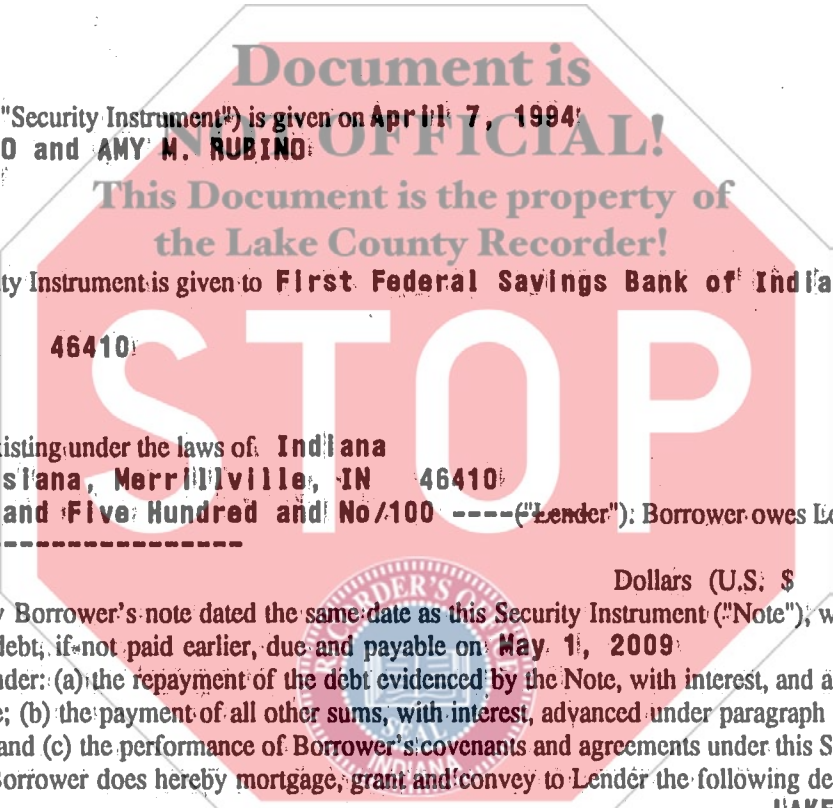 Document is
("Security Instrument") is given on April 7, 1994
NOT OFFICIAL!
O and AMY M. RUBINO
This Document is the property of
the Lake County Recorder!
ty Instrument is given to First Federal Savings Bank of India
STOP
46410
xisting under the laws of Indiana
siana, Merrillville, IN 46410
and Five Hundred and No/100 ----("Lender"). Borrower owes Le
-----------------
Dollars (U.S. $
y Borrower's note dated the same date as this Security Instrument ("Note"), w
debt, if not paid earlier, due and payable on May 1, 2009
nder: (a) the repayment of the debt evidenced by the Note, with interest, and a
e; (b) the payment of all other sums, with interest, advanced under paragraph
and (c) the performance of Borrower's covenants and agreements under this S
Borrower does hereby mortgage, grant and convey to Lender the following de
LAKE
RECORDER'S OFFICE
SEAL
INDIANA